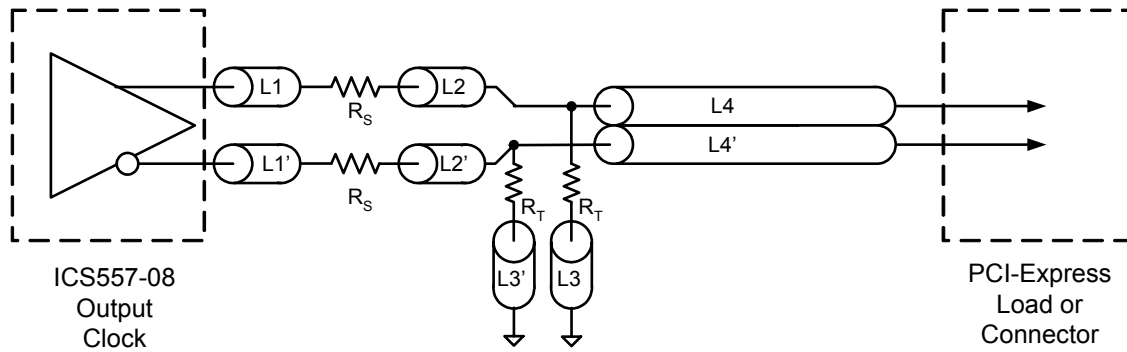 L1
R_S
L2
L4
L1’
R_S
L2’
L4’
R_T
R_T
L3’
L3
ICS557-08
Output
Clock
PCI-Express
Load or
Connector